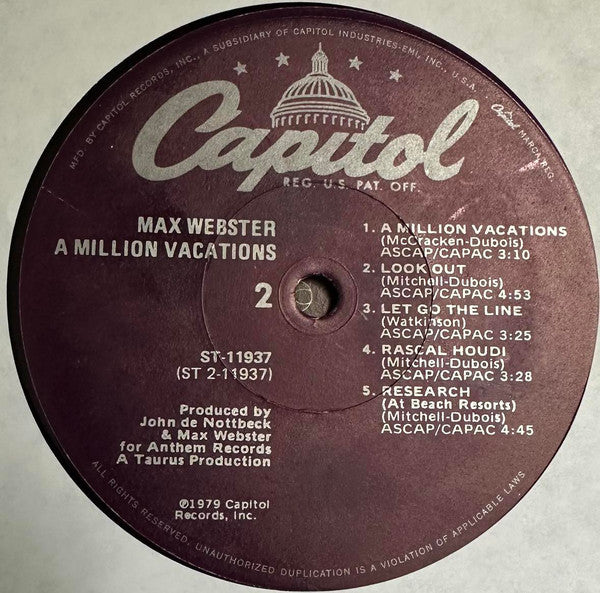 MFD. BY CAPITOL RECORDS, INC., A SUBSIDIARY OF CAPITOL INDUSTRIES-EMI, INC., U.S.A.
Capitol MARCA REG.
Capitol
REG. U.S. PAT. OFF.
MAX WEBSTER
A MILLION VACATIONS
2
ST-11937
(ST 2-11937)
Produced by
John de Nottbeck
& Max Webster
for Anthem Records
A Taurus Production
℗1979 Capitol
Records, Inc.
1. A MILLION VACATIONS
(McCracken-Dubois)
ASCAP/CAPAC 3:10
2. LOOK OUT
(Mitchell-Dubois)
ASCAP/CAPAC 4:53
3. LET GO THE LINE
(Watkinson)
ASCAP/CAPAC 3:25
4. RASCAL HOUDI
(Mitchell-Dubois)
ASCAP/CAPAC 3:28
5. RESEARCH
(At Beach Resorts)
(Mitchell-Dubois)
ASCAP/CAPAC 4:45
ALL RIGHTS RESERVED. UNAUTHORIZED DUPLICATION IS A VIOLATION OF APPLICABLE LAWS